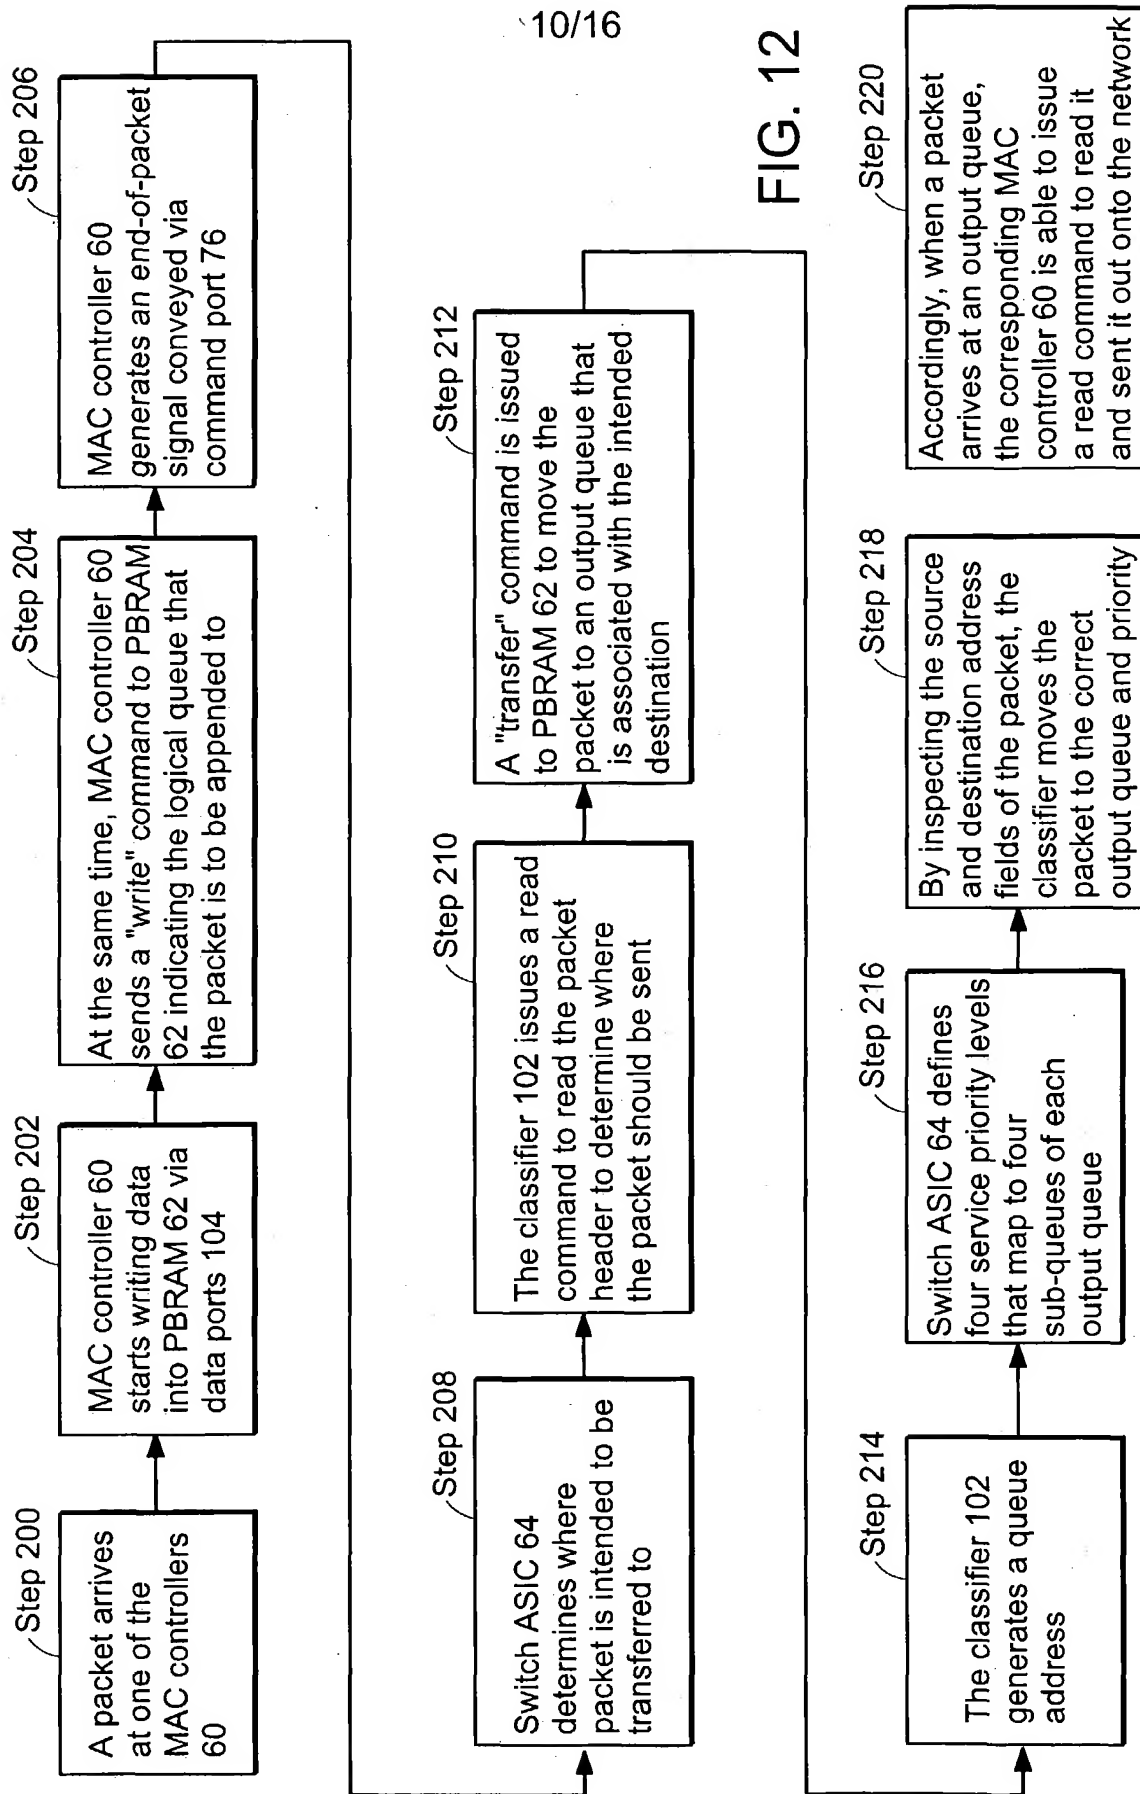 10/16
Step 200
A packet arrives
at one of the
MAC controllers
60
Step 202
MAC controller 60
starts writing data
into PBRAM 62 via
data ports 104
Step 204
At the same time, MAC controller 60
sends a "write" command to PBRAM
62 indicating the logical queue that
the packet is to be appended to
Step 206
MAC controller 60
generates an end-of-packet
signal conveyed via
command port 76
Step 208
Switch ASIC 64
determines where
packet is intended to be
transferred to
Step 210
The classifier 102 issues a read
command to read the packet
header to determine where
the packet should be sent
Step 212
A "transfer" command is issued
to PBRAM 62 to move the
packet to an output queue that
is associated with the intended
destination
Step 214
The classifier 102
generates a queue
address
Step 216
Switch ASIC 64 defines
four service priority levels
that map to four
sub-queues of each
output queue
Step 218
By inspecting the source
and destination address
fields of the packet, the
classifier moves the
packet to the correct
output queue and priority
Step 220
Accordingly, when a packet
arrives at an output queue,
the corresponding MAC
controller 60 is able to issue
a read command to read it
and sent it out onto the network
FIG. 12